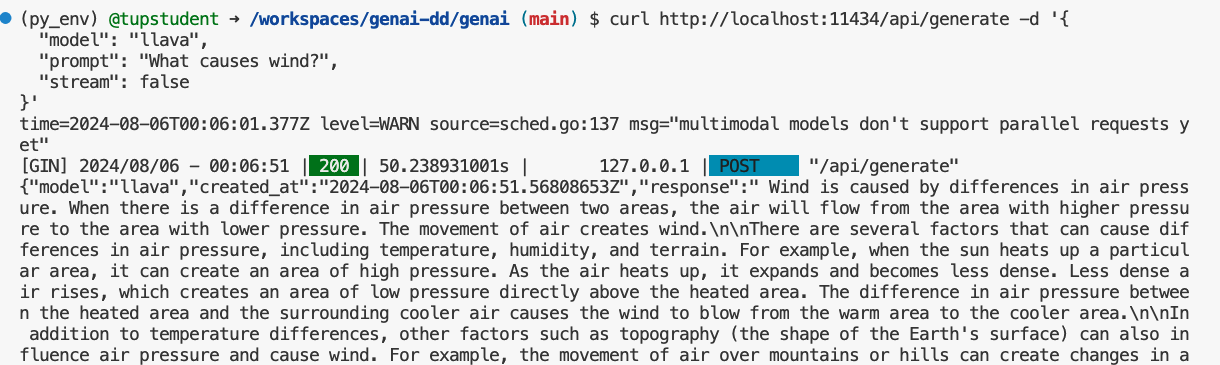 (py_env) @tupstudent ➜ /workspaces/genai-dd/genai (main) $ curl http://localhost:11434/api/generate -d '{
  "model": "llava",
  "prompt": "What causes wind?",
  "stream": false
}'
time=2024-08-06T00:06:01.377Z level=WARN source=sched.go:137 msg="multimodal models don't support parallel requests y
et"
[GIN] 2024/08/06 - 00:06:51 | 200 | 50.238931001s |       127.0.0.1 | POST     "/api/generate"
{"model":"llava","created_at":"2024-08-06T00:06:51.56808653Z","response":" Wind is caused by differences in air press
ure. When there is a difference in air pressure between two areas, the air will flow from the area with higher pressu
re to the area with lower pressure. The movement of air creates wind.\n\nThere are several factors that can cause dif
ferences in air pressure, including temperature, humidity, and terrain. For example, when the sun heats up a particul
ar area, it can create an area of high pressure. As the air heats up, it expands and becomes less dense. Less dense a
ir rises, which creates an area of low pressure directly above the heated area. The difference in air pressure betwee
n the heated area and the surrounding cooler air causes the wind to blow from the warm area to the cooler area.\n\nIn
 addition to temperature differences, other factors such as topography (the shape of the Earth's surface) can also in
fluence air pressure and cause wind. For example, the movement of air over mountains or hills can create changes in a